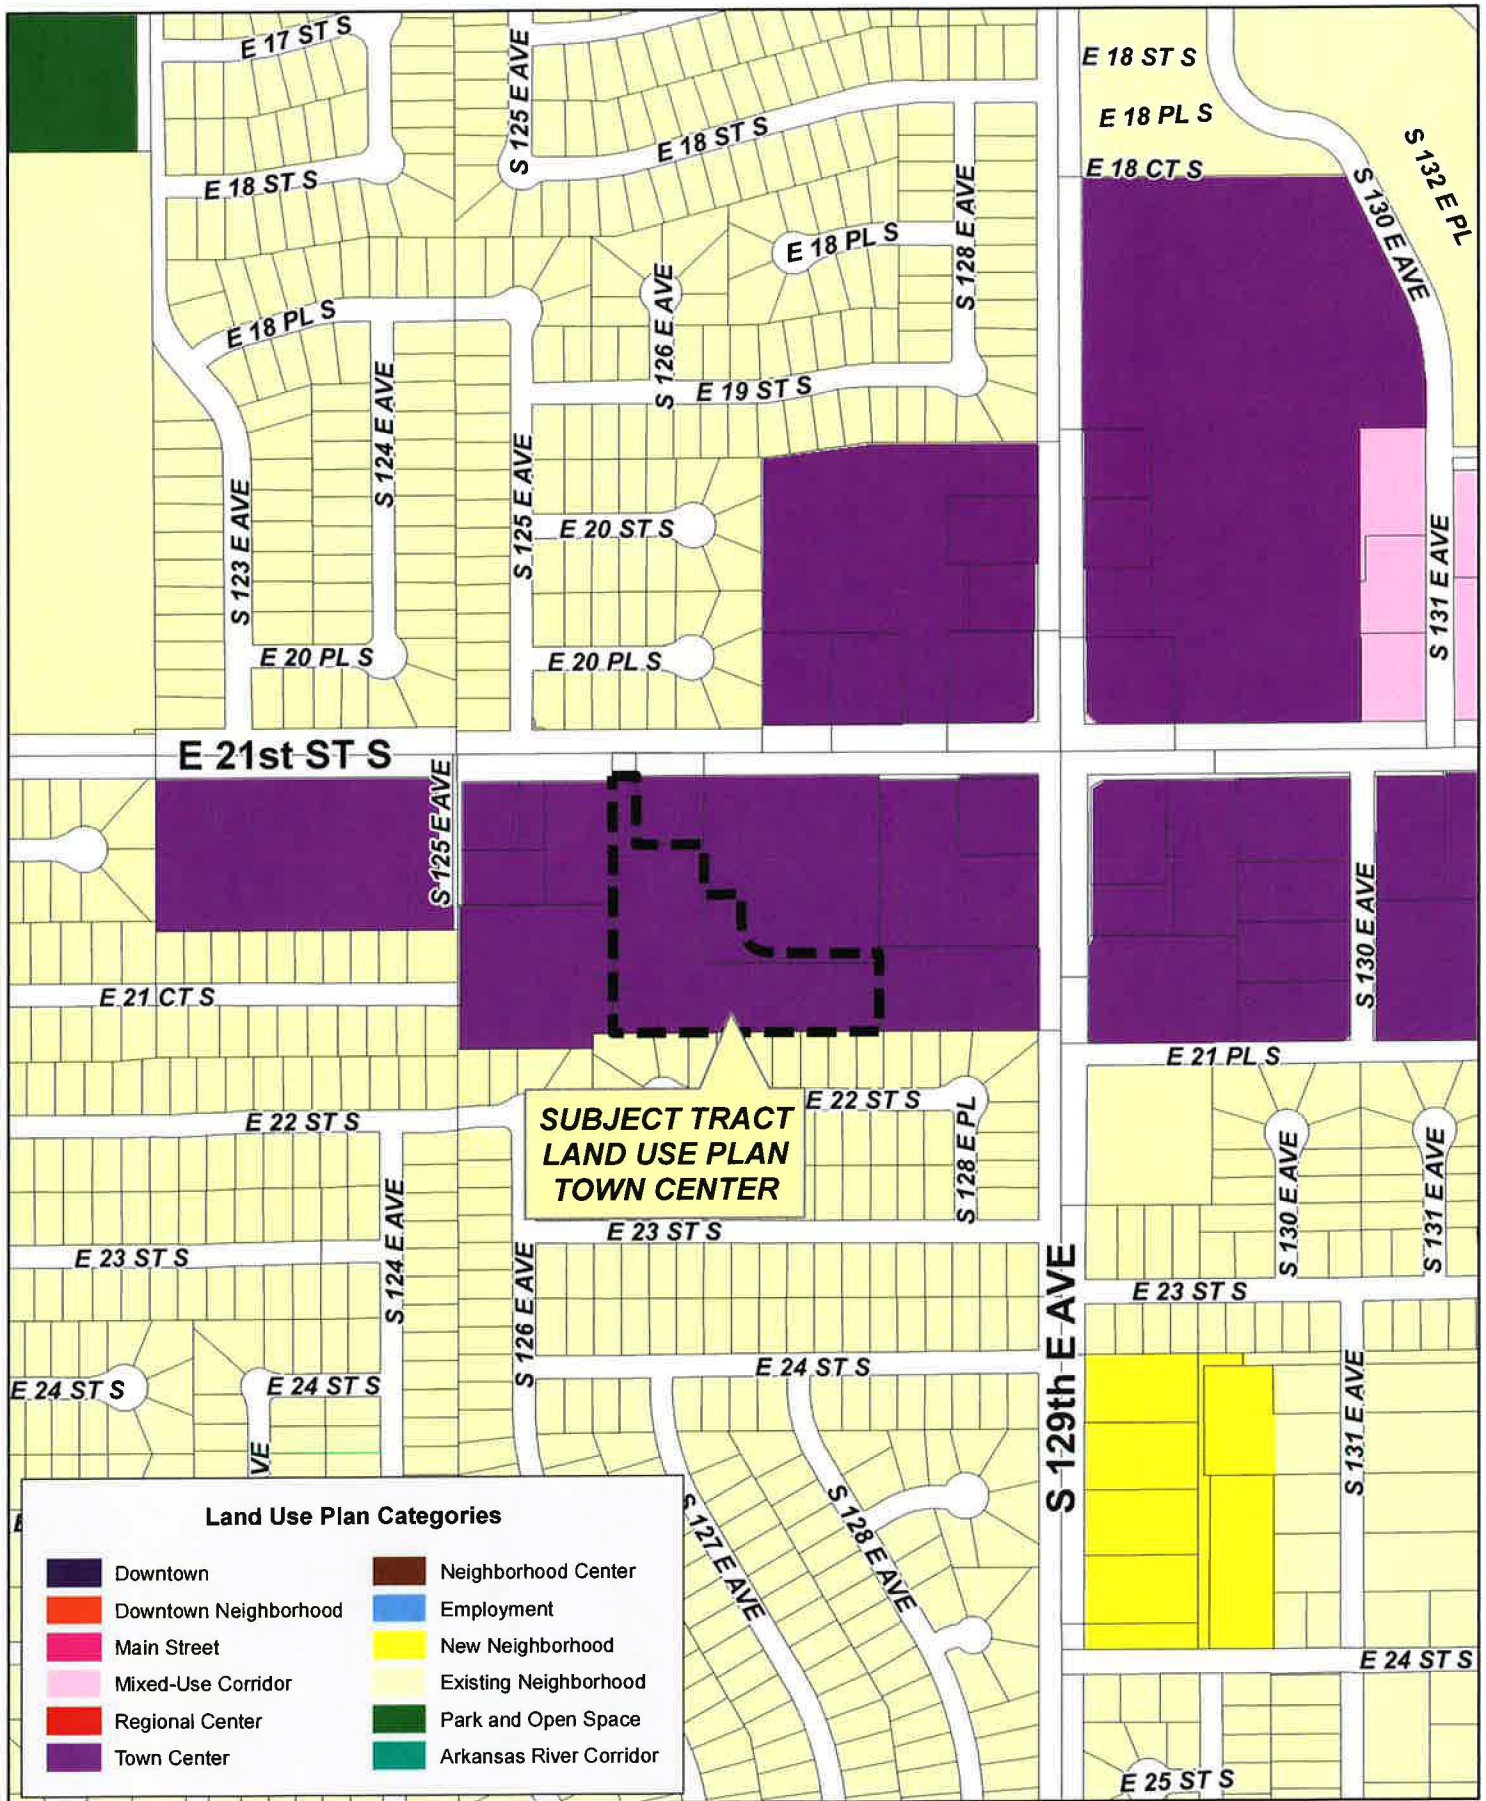 E 17 ST S
S 125 E AVE
E 18 ST S
E 18 PL S
E 18 CT S
E 18 ST S
E 18 ST S
S 130 E AVE
S 132 E PL
S 128 E AVE
E 18 PL S
S 126 E AVE
E 18 PL S
S 124 E AVE
E 19 ST S
S 123 E AVE
S 125 E AVE
E 20 ST S
S 131 E AVE
E 20 PL S
E 20 PL S
E 21st ST S
S 125 E AVE
S 130 E AVE
E 21 CT S
E 21 PL S
E 22 ST S
SUBJECT TRACT
LAND USE PLAN
TOWN CENTER
E 22 ST S
S 128 E PL
S 130 E AVE
S 131 E AVE
E 23 ST S
S 124 E AVE
E 23 ST S
S 126 E AVE
S 129th E AVE
E 23 ST S
E 24 ST S
E 24 ST S
E 24 ST S
VE
S 131 E AVE
S 127 E AVE
S 128 E AVE
E 24 ST S
E 25 ST S
Land Use Plan Categories
Downtown
Downtown Neighborhood
Main Street
Mixed-Use Corridor
Regional Center
Town Center
Neighborhood Center
Employment
New Neighborhood
Existing Neighborhood
Park and Open Space
Arkansas River Corridor